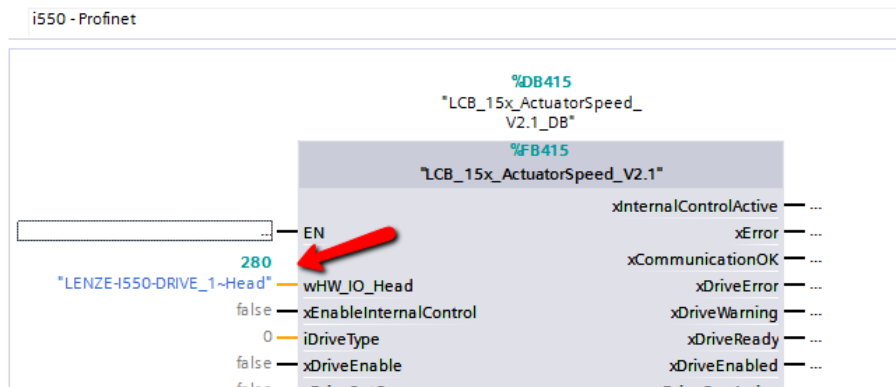 i550 - Profinet
%DB415
"LCB_15x_ActuatorSpeed_
V2.1_DB"
%FB415
"LCB_15x_ActuatorSpeed_V2.1"
xInternalControlActive ...
... EN
xError ...
280
xCommunicationOK ...
"LENZE-I550-DRIVE_1~Head" wHW_IO_Head
xDriveError ...
false xEnableInternalControl
xDriveWarning ...
0 iDriveType
xDriveReady ...
false xDriveEnable
xDriveEnabled ...